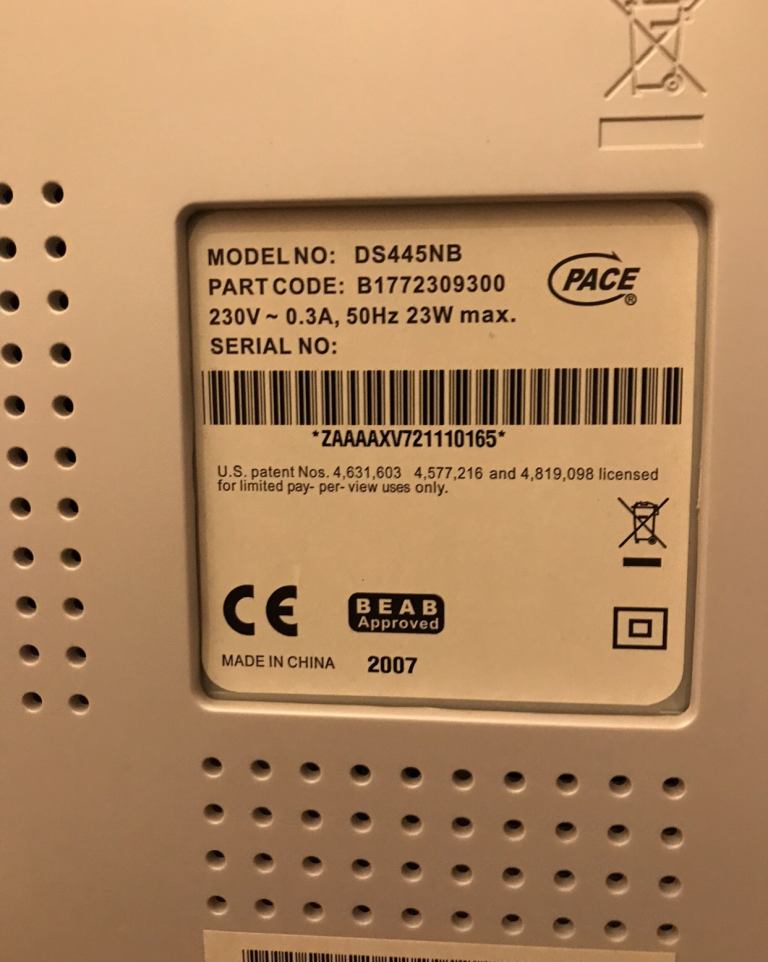 MODEL NO: DS445NB
PART CODE: B1772309300
PACE ®
230V ~ 0.3A, 50Hz 23W max.
SERIAL NO:
*ZAAAAXV721110165*
U.S. patent Nos. 4,631,603 4,577,216 and 4,819,098 licensed
for limited pay- per- view uses only.
CE
BEAB
Approved
MADE IN CHINA 2007